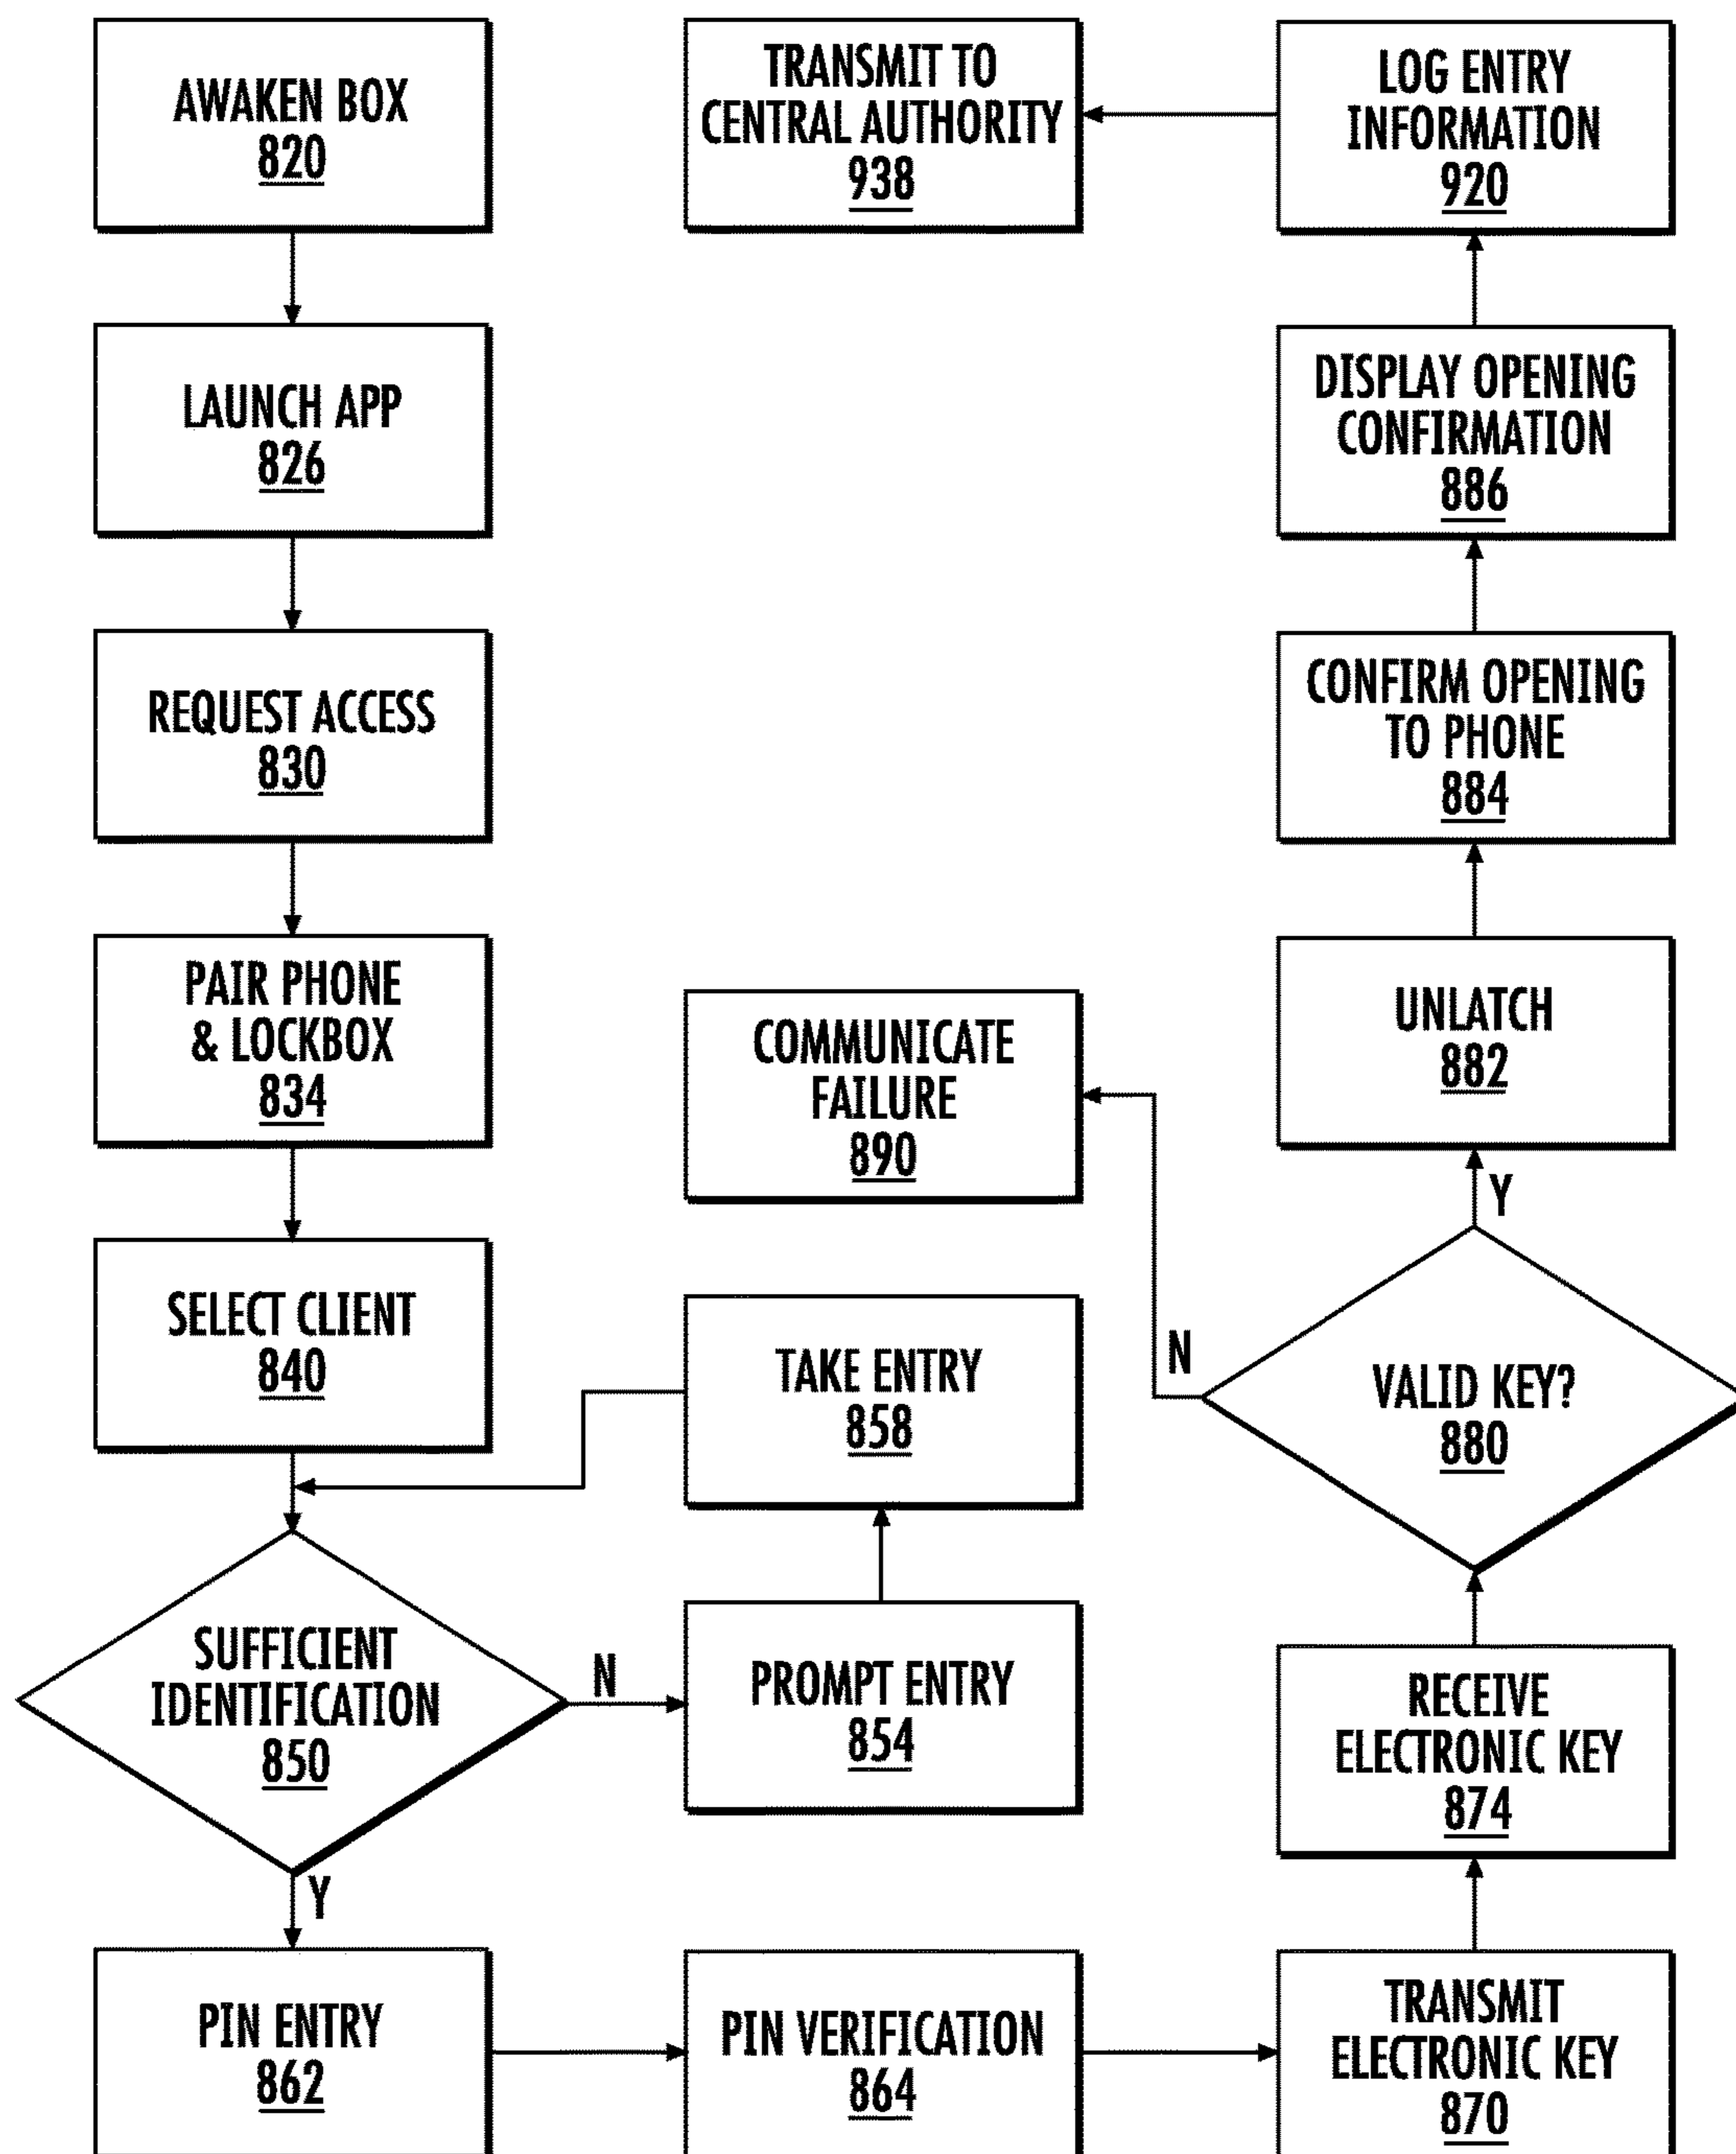 AWAKEN BOX
820
LAUNCH APP
826
REQUEST ACCESS
830
PAIR PHONE
& LOCKBOX
834
SELECT CLIENT
840
SUFFICIENT
IDENTIFICATION
850
N
Y
PROMPT ENTRY
854
TAKE ENTRY
858
PIN ENTRY
862
PIN VERIFICATION
864
TRANSMIT
ELECTRONIC KEY
870
RECEIVE
ELECTRONIC KEY
874
VALID KEY?
880
N
Y
COMMUNICATE
FAILURE
890
UNLATCH
882
CONFIRM OPENING
TO PHONE
884
DISPLAY OPENING
CONFIRMATION
886
LOG ENTRY
INFORMATION
920
TRANSMIT TO
CENTRAL AUTHORITY
938